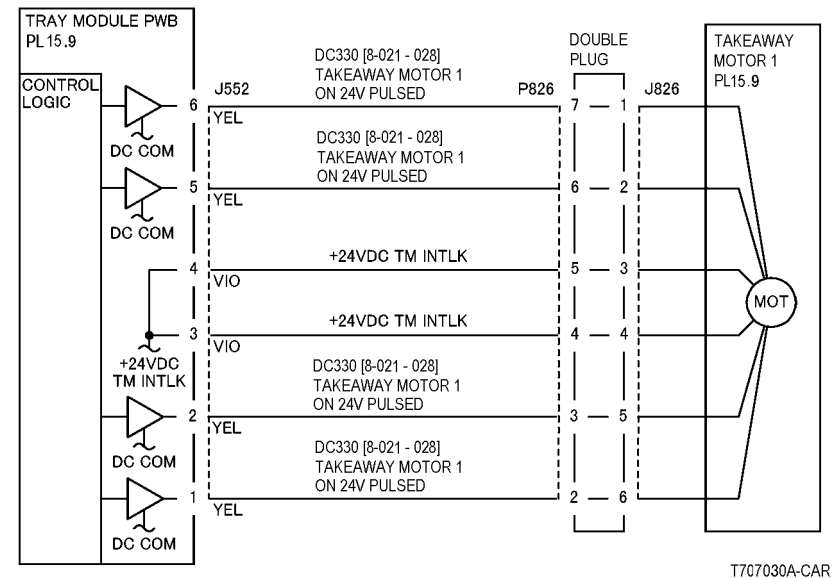 TRAY MODULE PWB
PL15.9
CONTROL
LOGIC
DC COM
DC COM
+24VDC
TM INTLK
DC COM
DC COM
6
5
4
3
2
1
J552
YEL
YEL
VIO
VIO
YEL
YEL
DC330 [8-021 - 028]
TAKEAWAY MOTOR 1
ON 24V PULSED
DC330 [8-021 - 028]
TAKEAWAY MOTOR 1
ON 24V PULSED
+24VDC TM INTLK
+24VDC TM INTLK
DC330 [8-021 - 028]
TAKEAWAY MOTOR 1
ON 24V PULSED
DC330 [8-021 - 028]
TAKEAWAY MOTOR 1
ON 24V PULSED
DOUBLE
PLUG
P826
J826
7 — 1
6 — 2
5 — 3
4 — 4
3 — 5
2 — 6
TAKEAWAY
MOTOR 1
PL15.9
MOT
T707030A-CAR